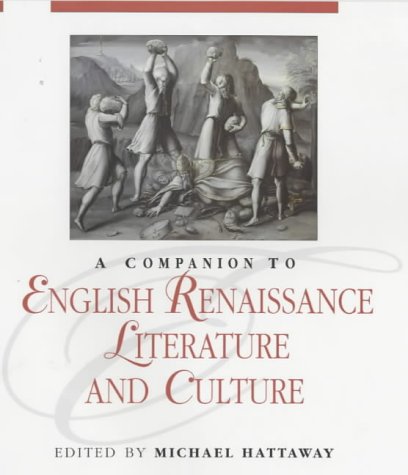 A COMPANION TO
ENGLISH RENAISSANCE
LITERATURE
AND CULTURE
EDITED BY MICHAEL HATTAWAY